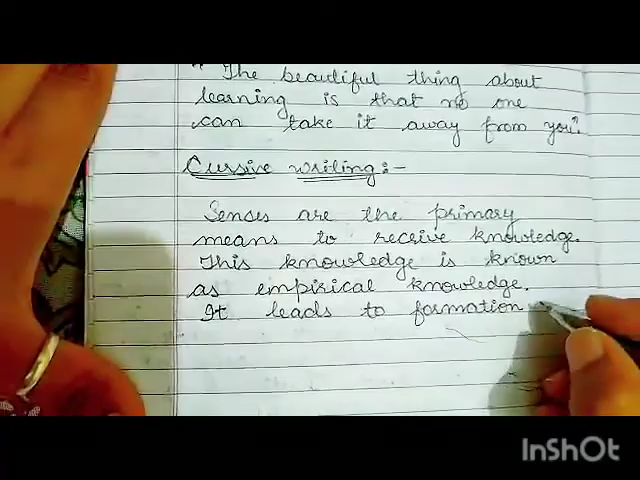 " The beautiful thing about
learning is that no one
can take it away from you".
Cursive writing:-
Senses are the primary
means to receive knowledge.
This knowledge is known
as empirical knowledge.
It leads to formation
InShOt